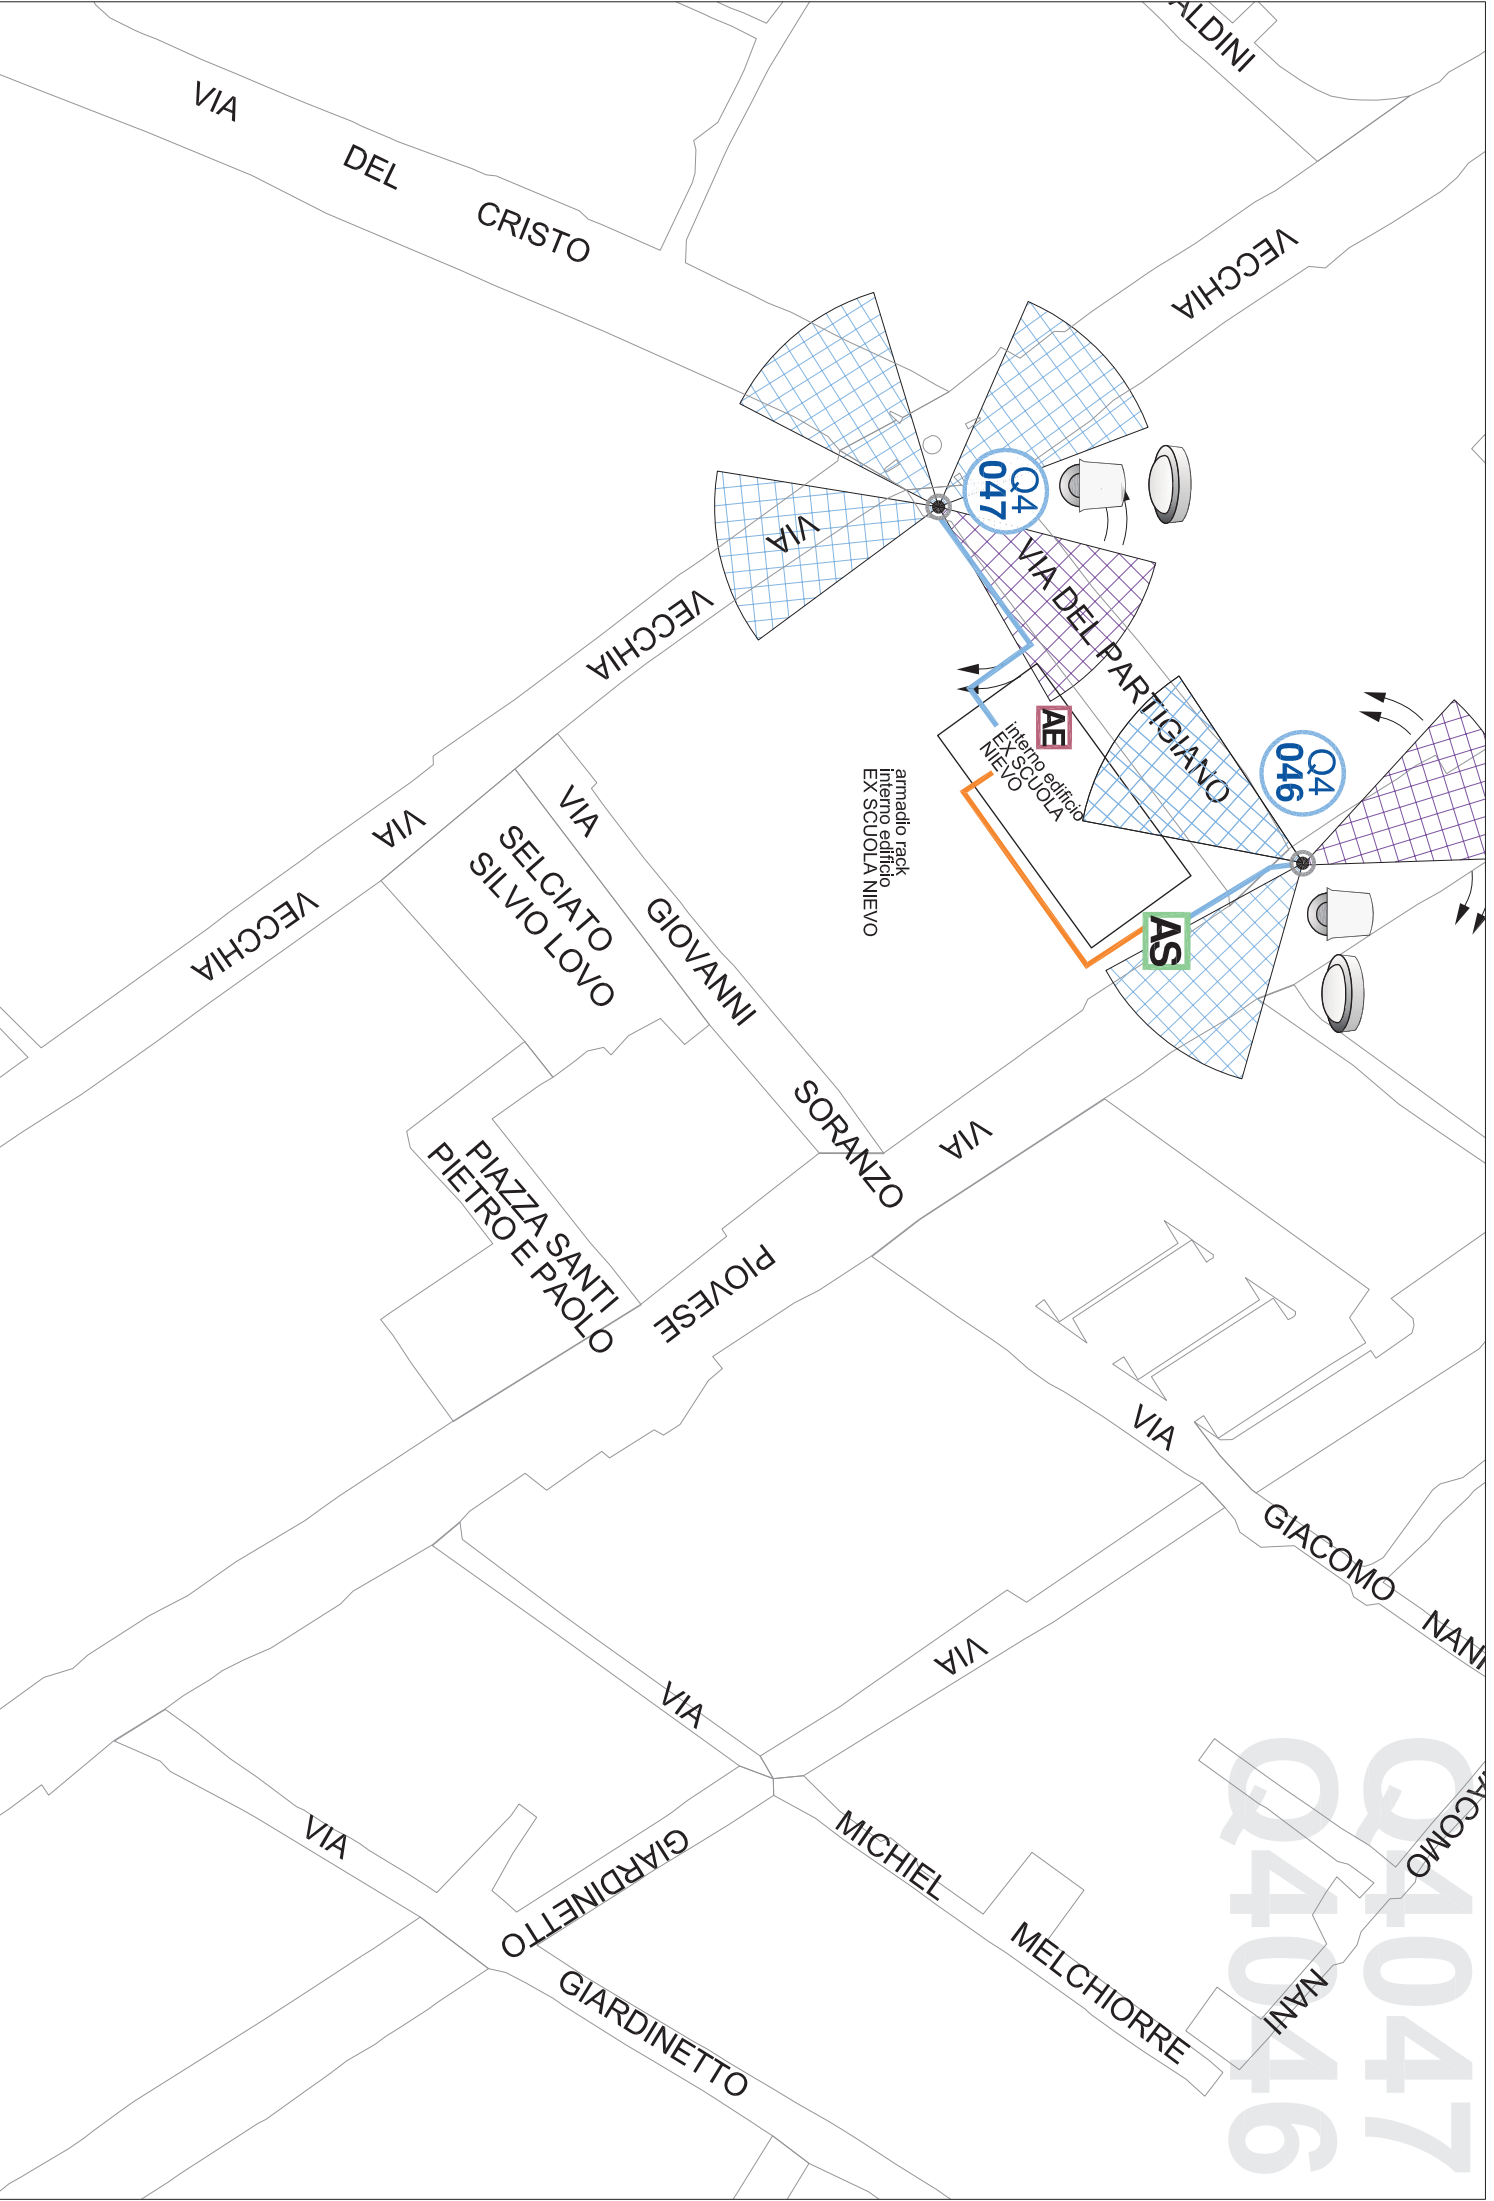 ALDINI
VIA
DEL
CRISTO
VECCHIA
Q4
047
VIA
VIA DEL PARTIGIANO
VECCHIA
AE
interno edificio
EX SCUOLA
NIEVO
Q4
046
armadio rack
interno edificio
EX SCUOLA NIEVO
AS
VIA
VECCHIA
SELCIATO
SILVIO LOVO
VIA
GIOVANNI
SORANZO
VIA
PIOVESE
PIAZZA SANTI
PIETRO E PAOLO
VIA
GIACOMO
NANI
VIA
VIA
MICHIEL
MELCHIORRE
VIA
GIARDINETTO
GIARDINETTO
ACOMO
NANI
Q4047
Q4046